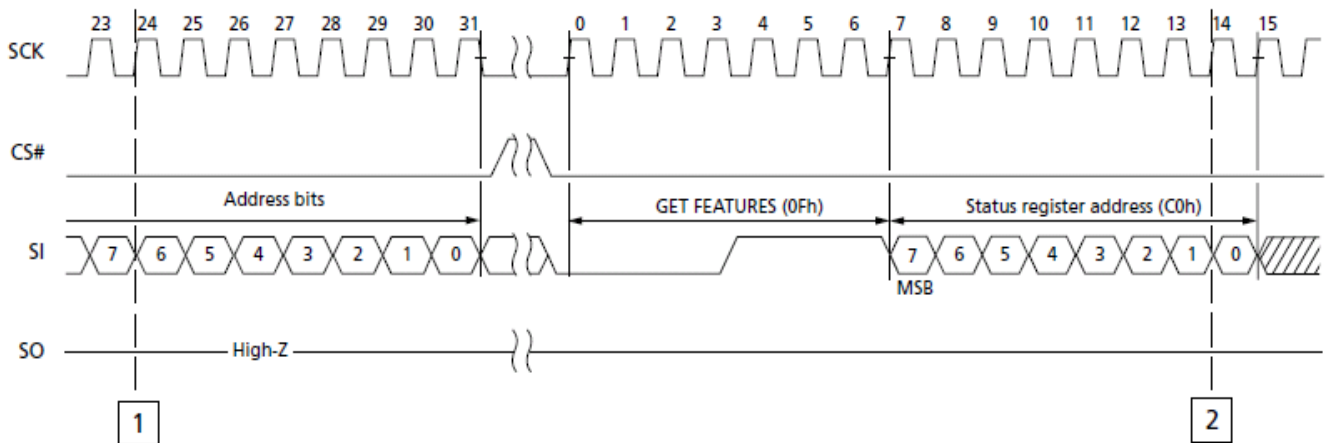 23 24 25 26 27 28 29 30 31 0 1 2 3 4 5 6 7 8 9 10 11 12 13 14 15
SCK
CS#
Address bits GET FEATURES (0Fh) Status register address (C0h)
SI 7 6 5 4 3 2 1 0 7 6 5 4 3 2 1 0
MSB
SO High-Z
1 2